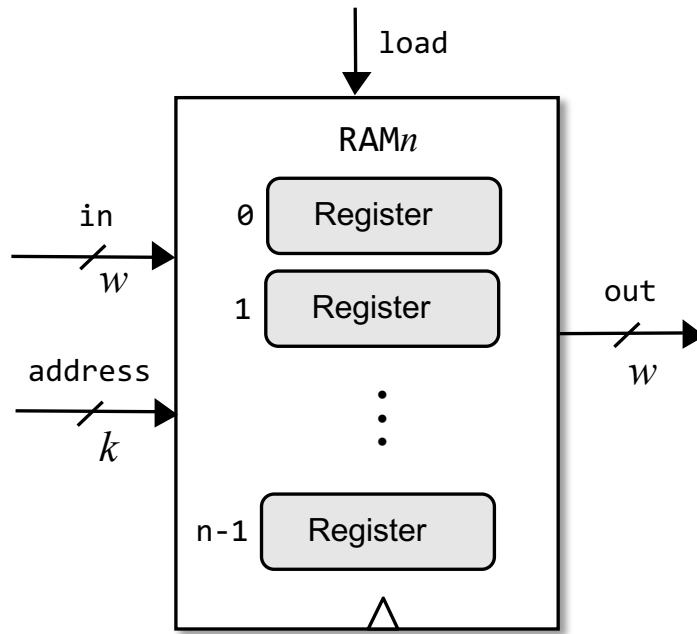 load
RAMn
0 Register
in
w
1 Register
out
w
address
k
n-1 Register